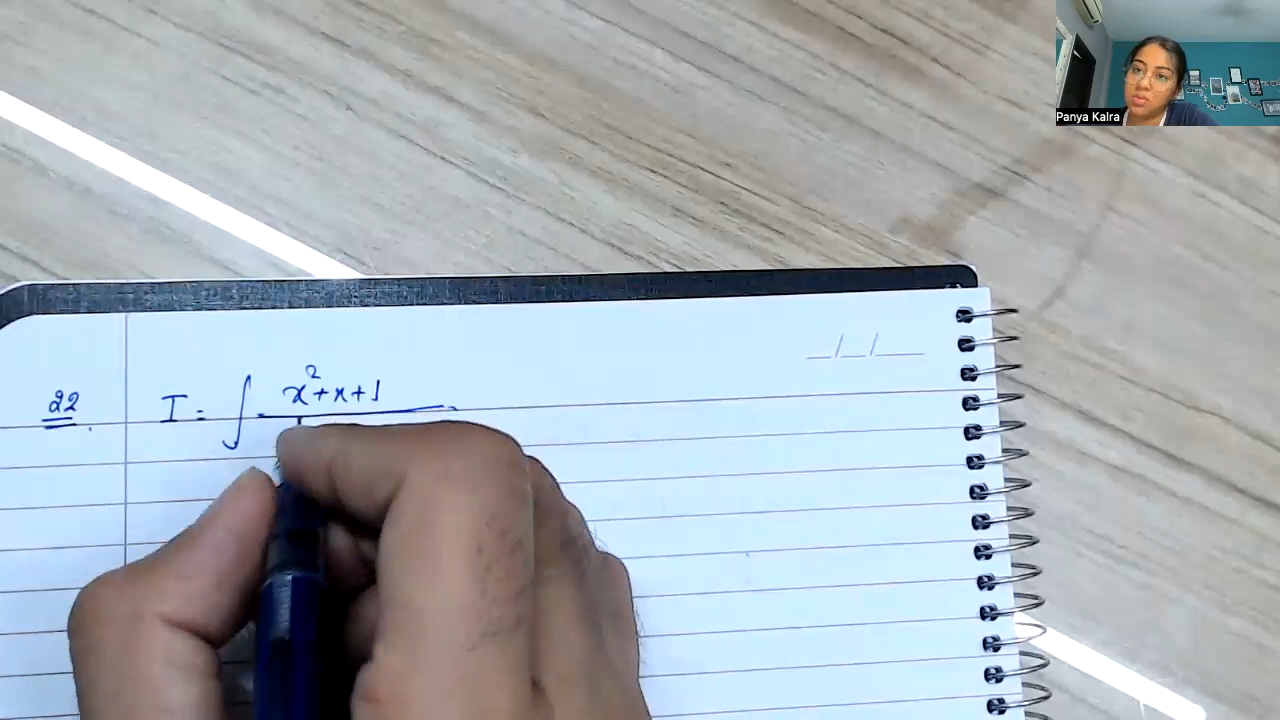 Panya Kalra
_/_/_
22. I = ∫ x²+x+1